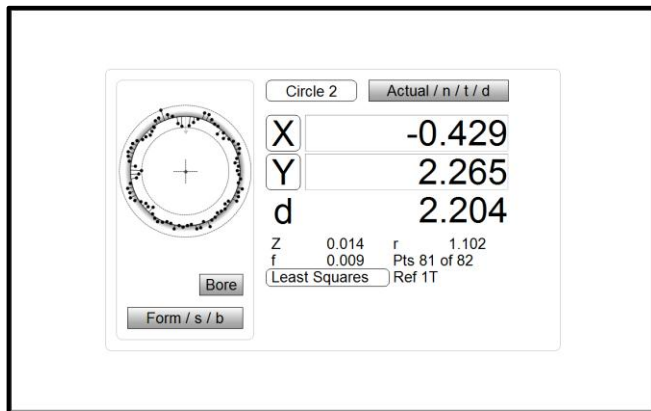 Circle 2 Actual / n / t / d
X -0.429
Y 2.265
d 2.204
Z 0.014 r 1.102
f 0.009 Pts 81 of 82
Least Squares Ref 1T
Bore
Form / s / b